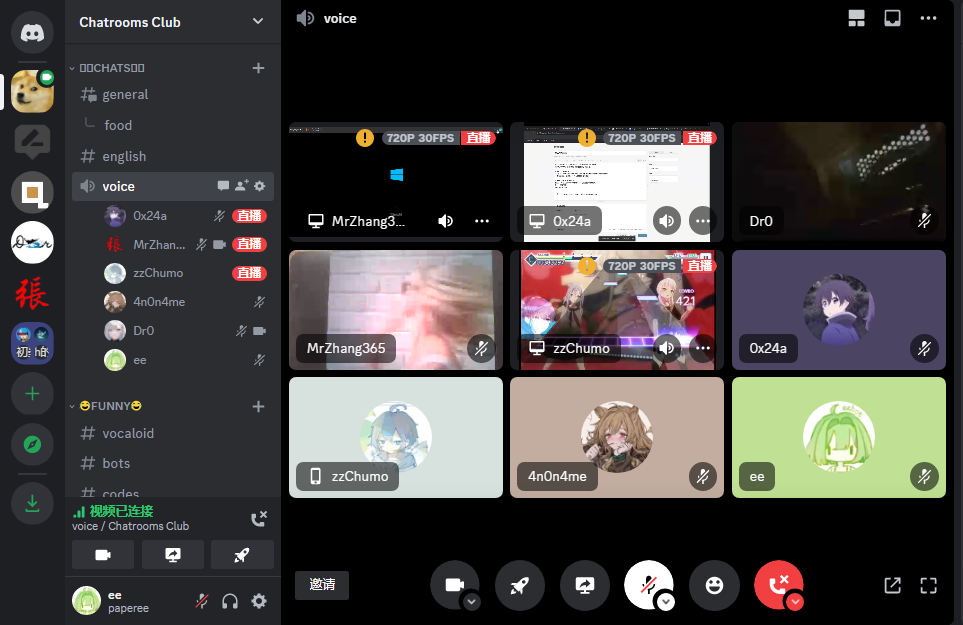 Chatrooms Club
CHATS
general
food
english
voice
0x24a 直播
MrZhan... 直播
zzChumo 直播
4n0n4me
Dr0
ee
😂FUNNY😂
vocaloid
bots
codes
视频已连接
voice / Chatrooms Club
ee
paperee
voice
720P 30FPS 直播
MrZhang3...
720P 30FPS 直播
0x24a
Dr0
MrZhang365
720P 30FPS 直播
COMBO
421
zzChumo
0x24a
zzChumo
4n0n4me
ee
邀请